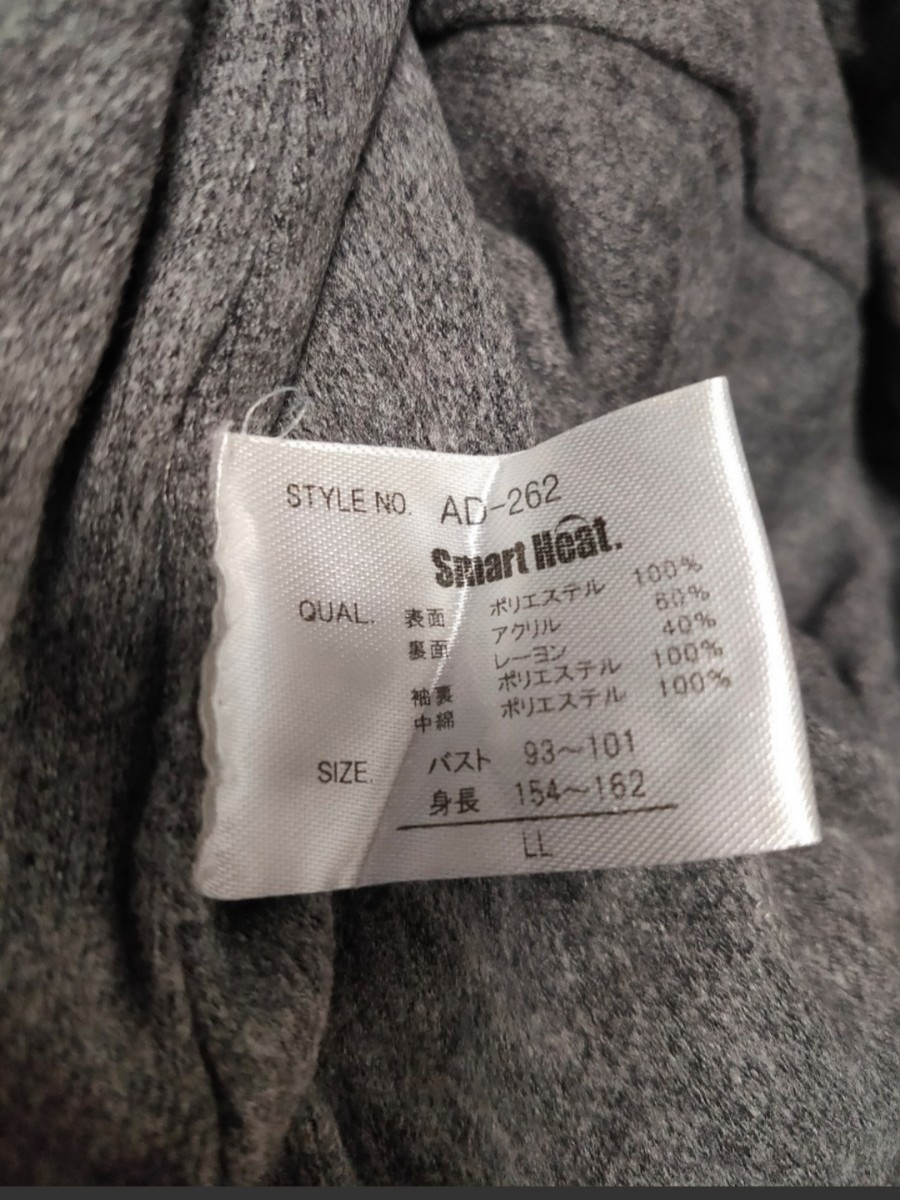 STYLE NO. AD-262
Smart Heat.
QUAL. 表面 ポリエステル 100%
裏面 アクリル 60%
レーヨン 40%
袖裏 ポリエステル 100%
中綿 ポリエステル 100%
SIZE. バスト 93～101
身長 154～162
LL